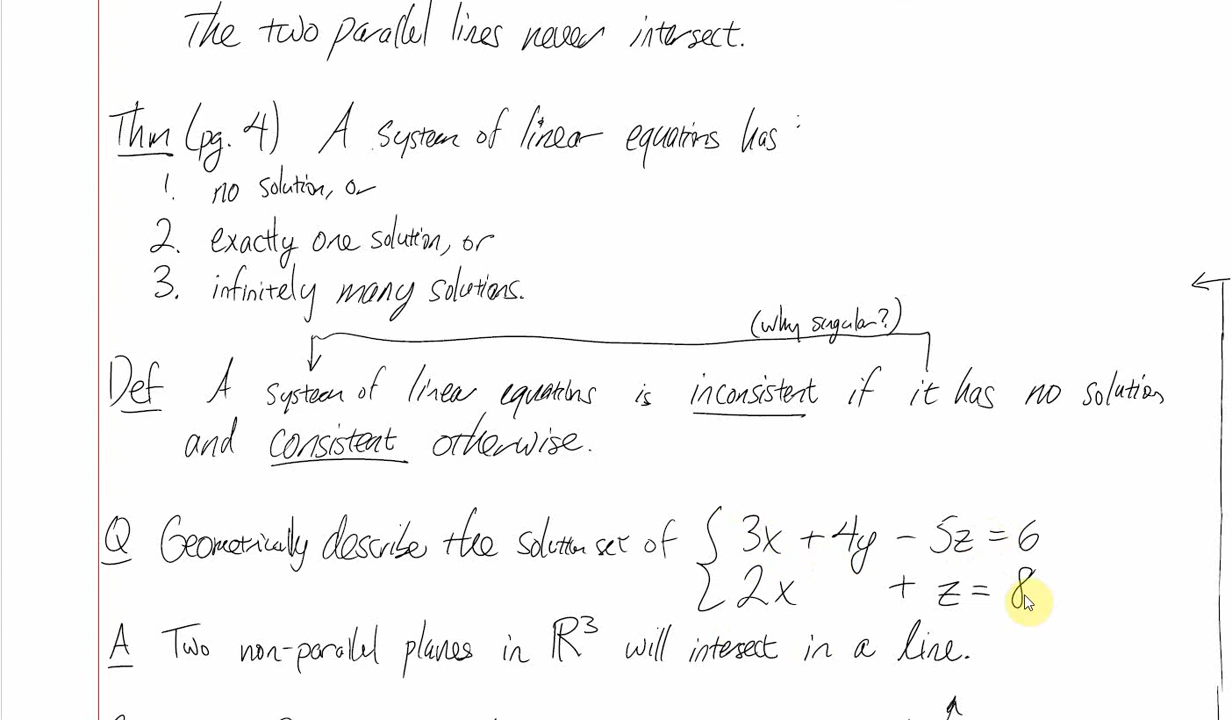 The two parallel lines never intersect.
Thm (pg. 4) A system of linear equations has:
1. no solution, or
2. exactly one solution, or
3. infinitely many solutions.
(why singular?)
Def A system of linear equations is inconsistent if it has no solution
and consistent otherwise.
Q Geometrically describe the solution set of { 3x + 4y - 5z = 6
2x + z = 8
A Two non-parallel planes in ℝ³ will intersect in a line.